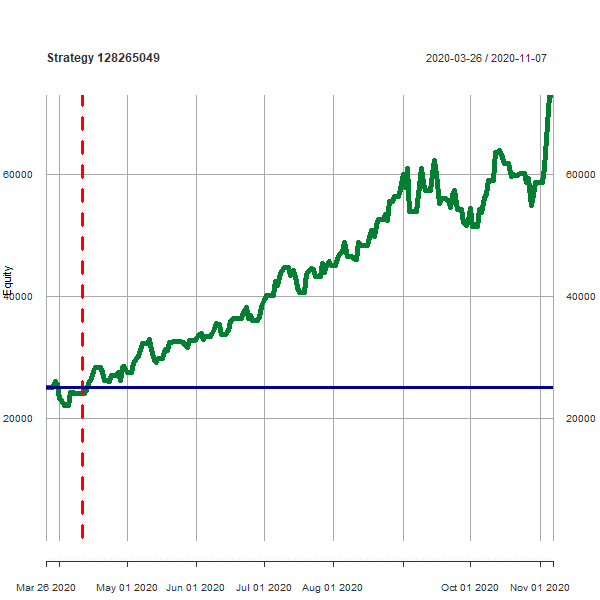 Strategy 128265049
2020-03-26 / 2020-11-07
60000
60000
Equity
40000
40000
20000
20000
Mar 26 2020
May 01 2020
Jun 01 2020
Jul 01 2020
Aug 01 2020
Oct 01 2020
Nov 01 2020